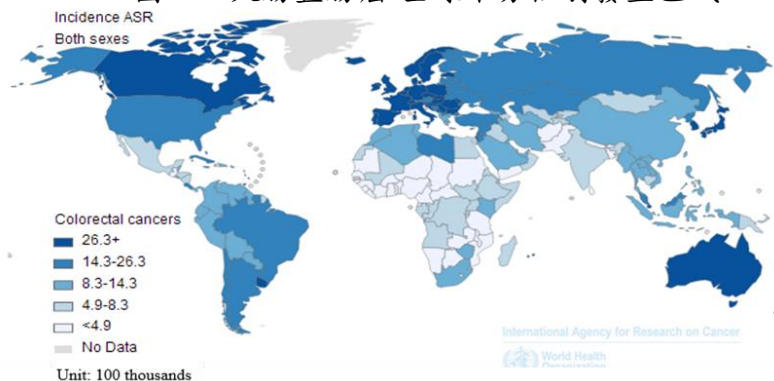 Incidence ASR
Both sexes
Colorectal cancers
26.3+
14.3-26.3
8.3-14.3
4.9-8.3
<4.9
No Data
Unit: 100 thousands
International Agency for Research on Cancer
World Health
Organization